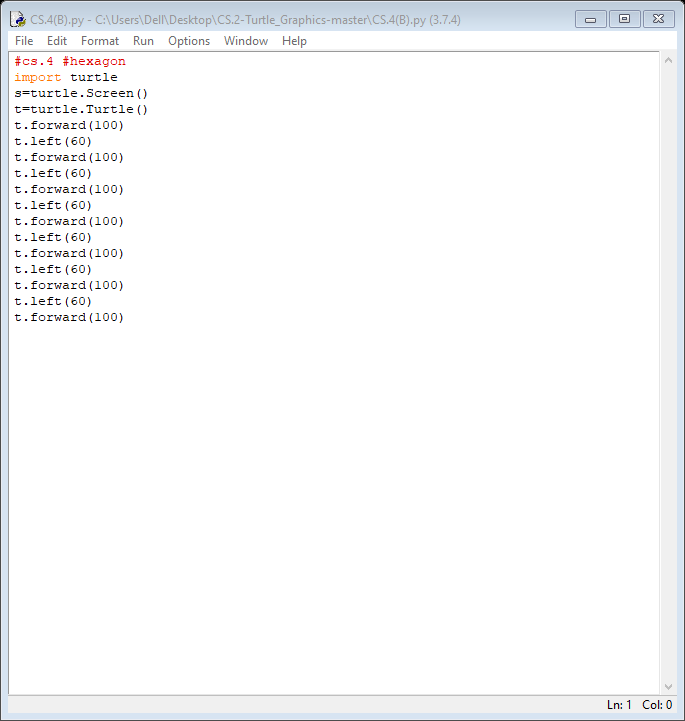 CS.4(B).py - C:\Users\Dell\Desktop\CS.2-Turtle_Graphics-master\CS.4(B).py (3.7.4)
File Edit Format Run Options Window Help
#cs.4 #hexagon
import turtle
s=turtle.Screen()
t=turtle.Turtle()
t.forward(100)
t.left(60)
t.forward(100)
t.left(60)
t.forward(100)
t.left(60)
t.forward(100)
t.left(60)
t.forward(100)
t.left(60)
t.forward(100)
t.left(60)
t.forward(100)
Ln: 1 Col: 0